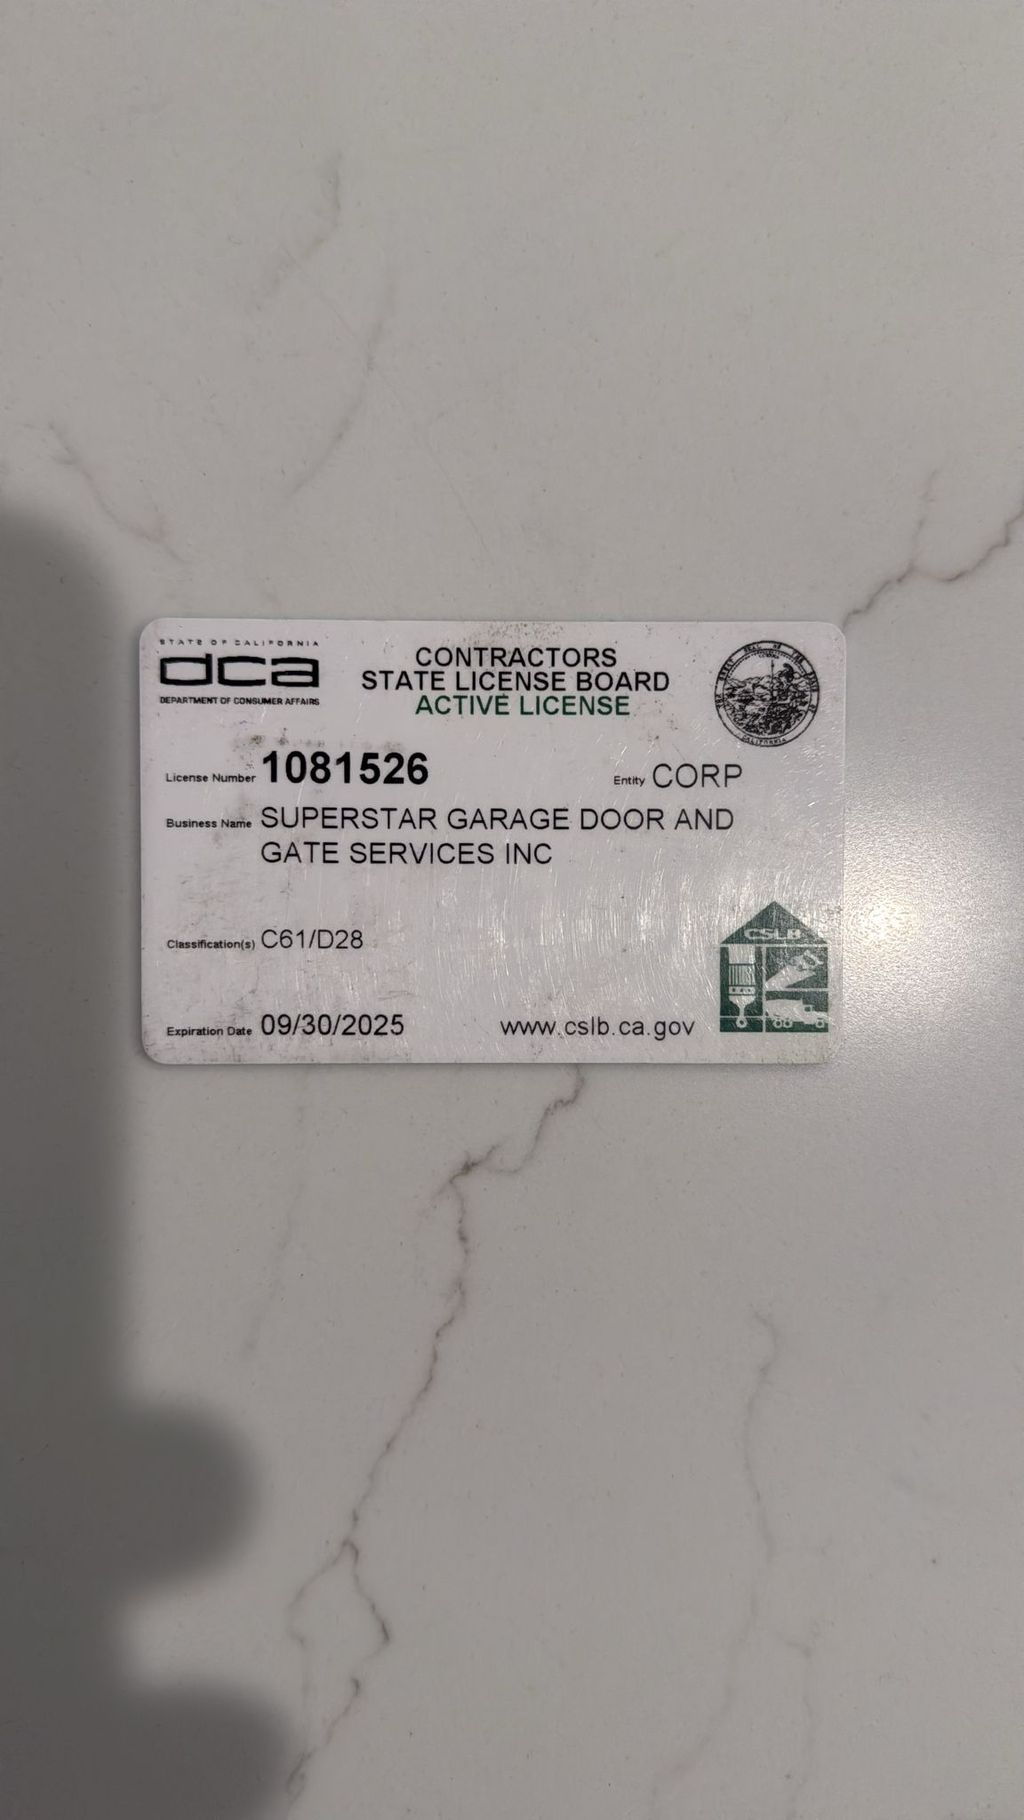 STATE OF CALIFORNIA
dca
DEPARTMENT OF CONSUMER AFFAIRS
CONTRACTORS
STATE LICENSE BOARD
ACTIVE LICENSE
License Number 1081526
Entity CORP
Business Name SUPERSTAR GARAGE DOOR AND
GATE SERVICES INC
Classification(s) C61/D28
CSLB
Expiration Date 09/30/2025
www.cslb.ca.gov